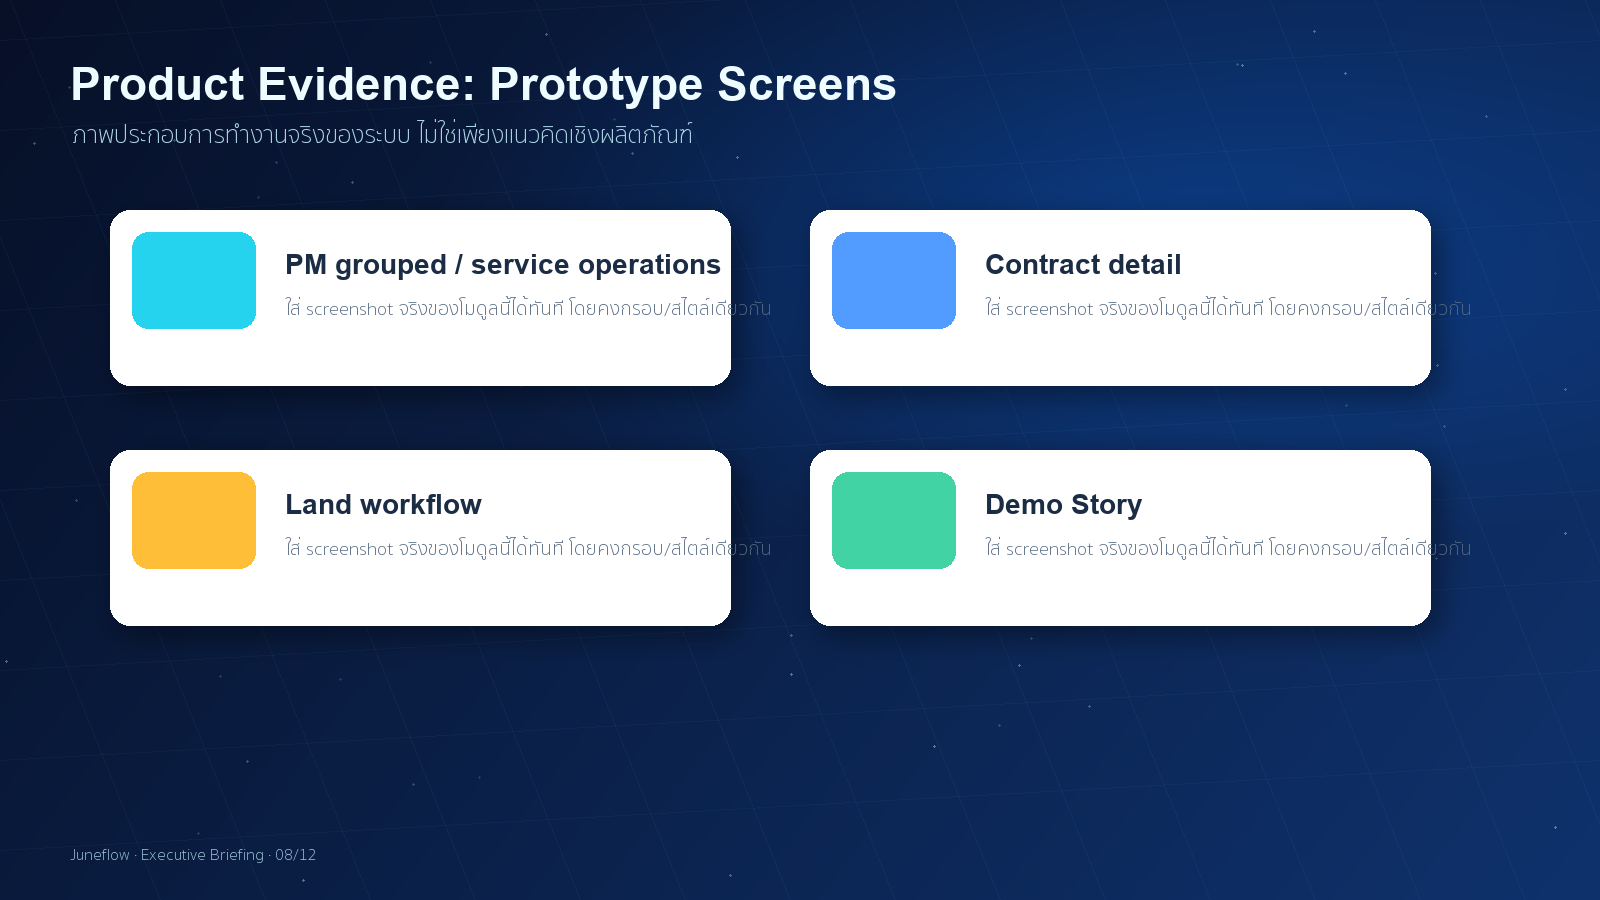 Product Evidence: Prototype Screens
ภาพประกอบการทำงานจริงของระบบ ไม่ใช่เพียงแนวคิดเชิงผลิตภัณฑ์
PM grouped / service operations
ใส่ screenshot จริงของโมดูลนี้ได้ทันที โดยคงกรอบ/สไตล์เดียวกัน
Contract detail
ใส่ screenshot จริงของโมดูลนี้ได้ทันที โดยคงกรอบ/สไตล์เดียวกัน
Land workflow
ใส่ screenshot จริงของโมดูลนี้ได้ทันที โดยคงกรอบ/สไตล์เดียวกัน
Demo Story
ใส่ screenshot จริงของโมดูลนี้ได้ทันที โดยคงกรอบ/สไตล์เดียวกัน
Juneflow · Executive Briefing · 08/12